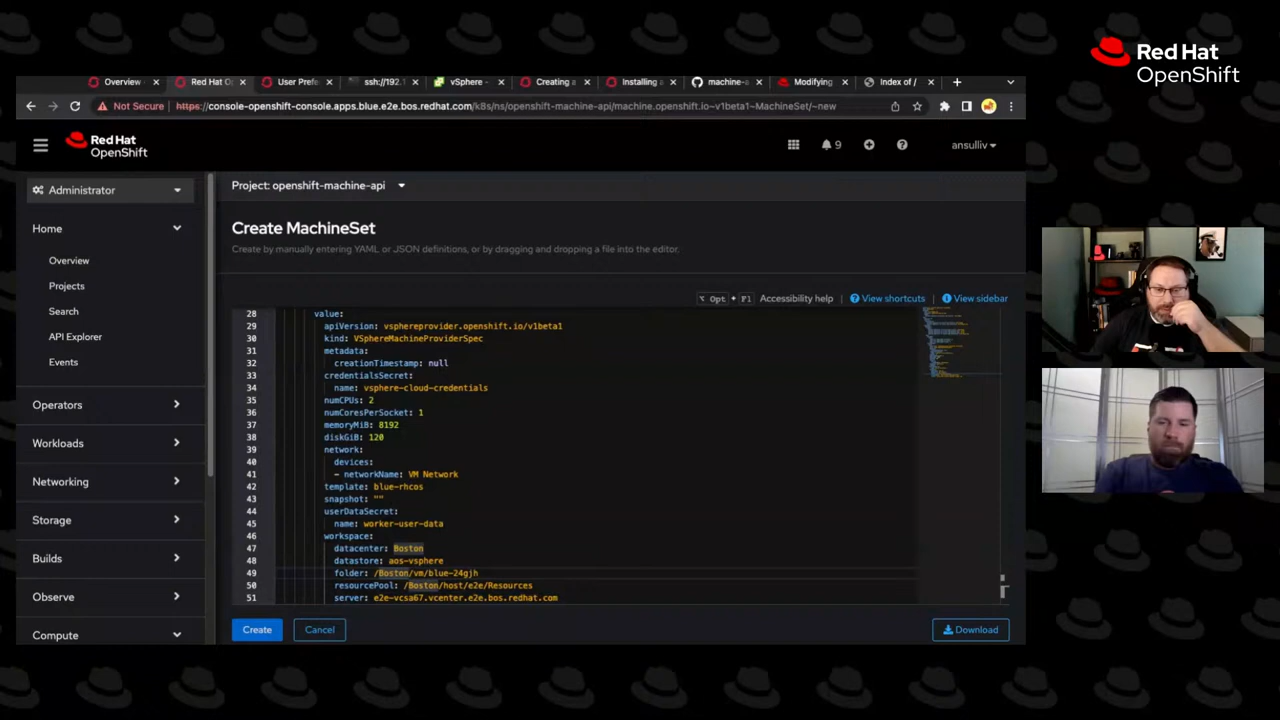 Red Hat
OpenShift
Overview
Red Hat O
User Prefe
ssh://192.1
vSphere -
Creating a
Installing a
machine-a
Modifying
Index of /
Not Secure
https://console-openshift-console.apps.blue.e2e.bos.redhat.com/k8s/ns/openshift-machine-api/machine.openshift.io~v1beta1~MachineSet/~new
Red Hat
OpenShift
9
ansulliv
Administrator
Home
Overview
Projects
Search
API Explorer
Events
Operators
Workloads
Networking
Storage
Builds
Observe
Compute
Project: openshift-machine-api
Create MachineSet
Create by manually entering YAML or JSON definitions, or by dragging and dropping a file into the editor.
Opt + F1 Accessibility help
View shortcuts
View sidebar
28 value:
29 apiVersion: vsphereprovider.openshift.io/v1beta1
30 kind: VSphereMachineProviderSpec
31 metadata:
32 creationTimestamp: null
33 credentialsSecret:
34 name: vsphere-cloud-credentials
35 numCPUs: 2
36 numCoresPerSocket: 1
37 memoryMiB: 8192
38 diskGiB: 120
39 network:
40 devices:
41 - networkName: VM Network
42 template: blue-rhcos
43 snapshot: ""
44 userDataSecret:
45 name: worker-user-data
46 workspace:
47 datacenter: Boston
48 datastore: aos-vsphere
49 folder: /Boston/vm/blue-24gjh
50 resourcePool: /Boston/host/e2e/Resources
51 server: e2e-vcsa67.vcenter.e2e.bos.redhat.com
Create
Cancel
Download